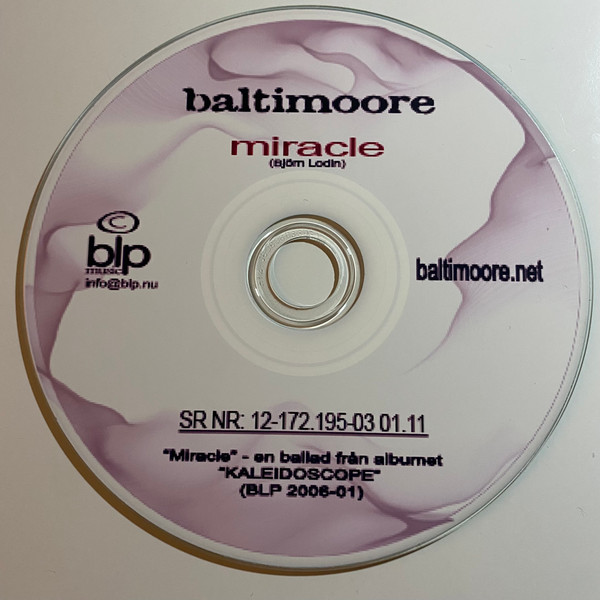 baltimoore
miracle
(Björn Lodin)
©
blp
music
info@blp.nu
baltimoore.net
SR NR: 12-172.195-03 01.11
"Miracle" - en ballad från albumet
"KALEIDOSCOPE"
(BLP 2006-01)